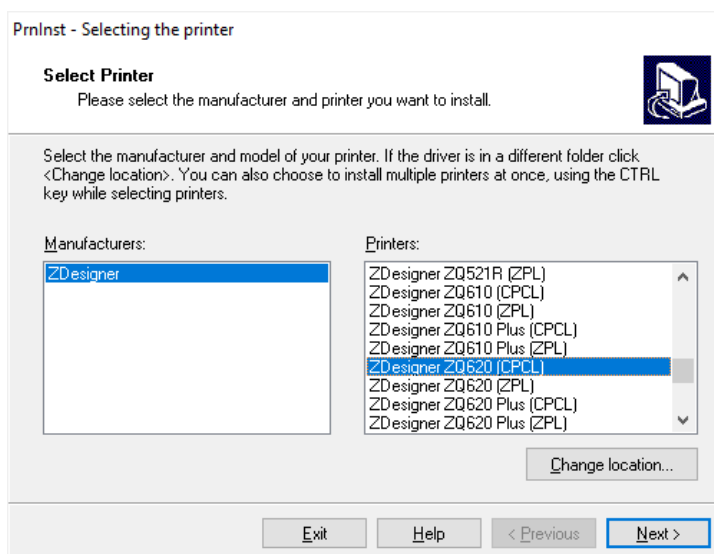 PrnInst - Selecting the printer
Select Printer
Please select the manufacturer and printer you want to install.
Select the manufacturer and model of your printer. If the driver is in a different folder click
<Change location>. You can also choose to install multiple printers at once, using the CTRL
key while selecting printers.
Manufacturers:
ZDesigner
Printers:
ZDesigner ZQ521R (ZPL)
ZDesigner ZQ610 (CPCL)
ZDesigner ZQ610 (ZPL)
ZDesigner ZQ610 Plus (CPCL)
ZDesigner ZQ610 Plus (ZPL)
ZDesigner ZQ620 (CPCL)
ZDesigner ZQ620 (ZPL)
ZDesigner ZQ620 Plus (CPCL)
ZDesigner ZQ620 Plus (ZPL)
Change location...
Exit
Help
< Previous
Next >